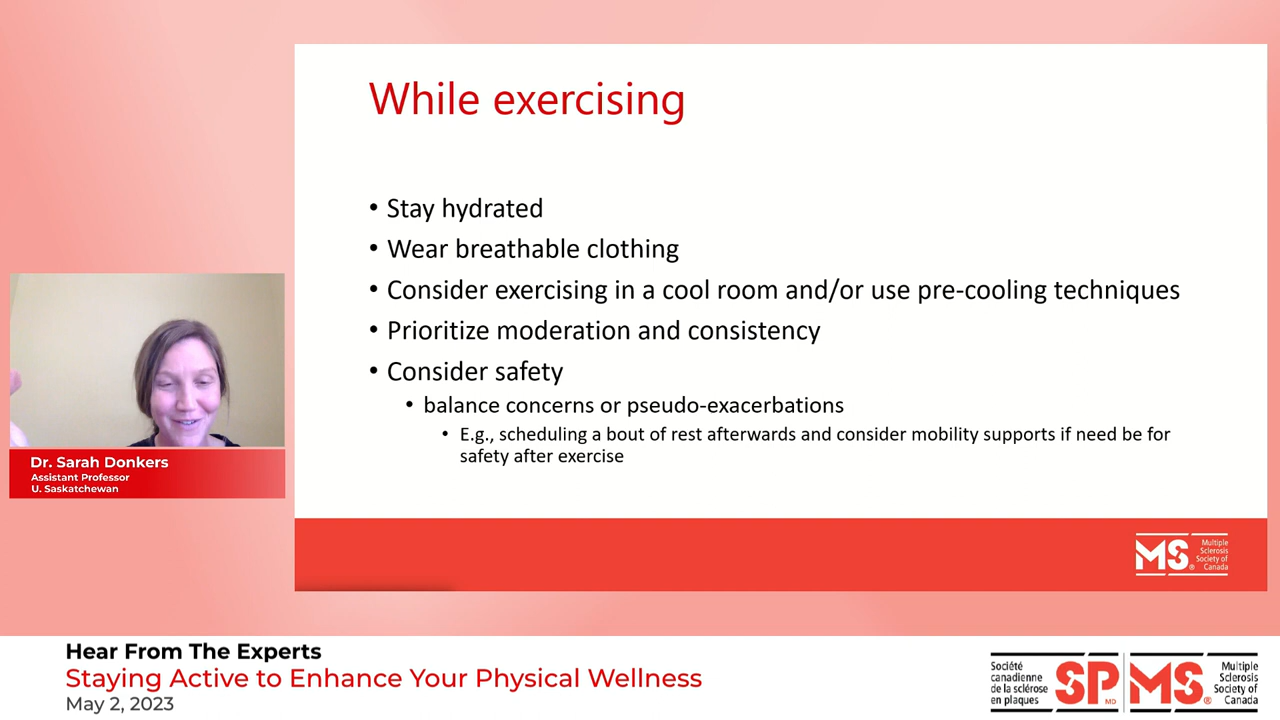 While exercising
• Stay hydrated
• Wear breathable clothing
• Consider exercising in a cool room and/or use pre-cooling techniques
• Prioritize moderation and consistency
• Consider safety
• balance concerns or pseudo-exacerbations
• E.g., scheduling a bout of rest afterwards and consider mobility supports if need be for
safety after exercise
Dr. Sarah Donkers
Assistant Professor
U. Saskatchewan
MS®
Multiple
Sclerosis
Society of
Canada
Hear From The Experts
Staying Active to Enhance Your Physical Wellness
May 2, 2023
Société
canadienne
de la sclérose
en plaques
SP MD
MS®
Multiple
Sclerosis
Society of
Canada